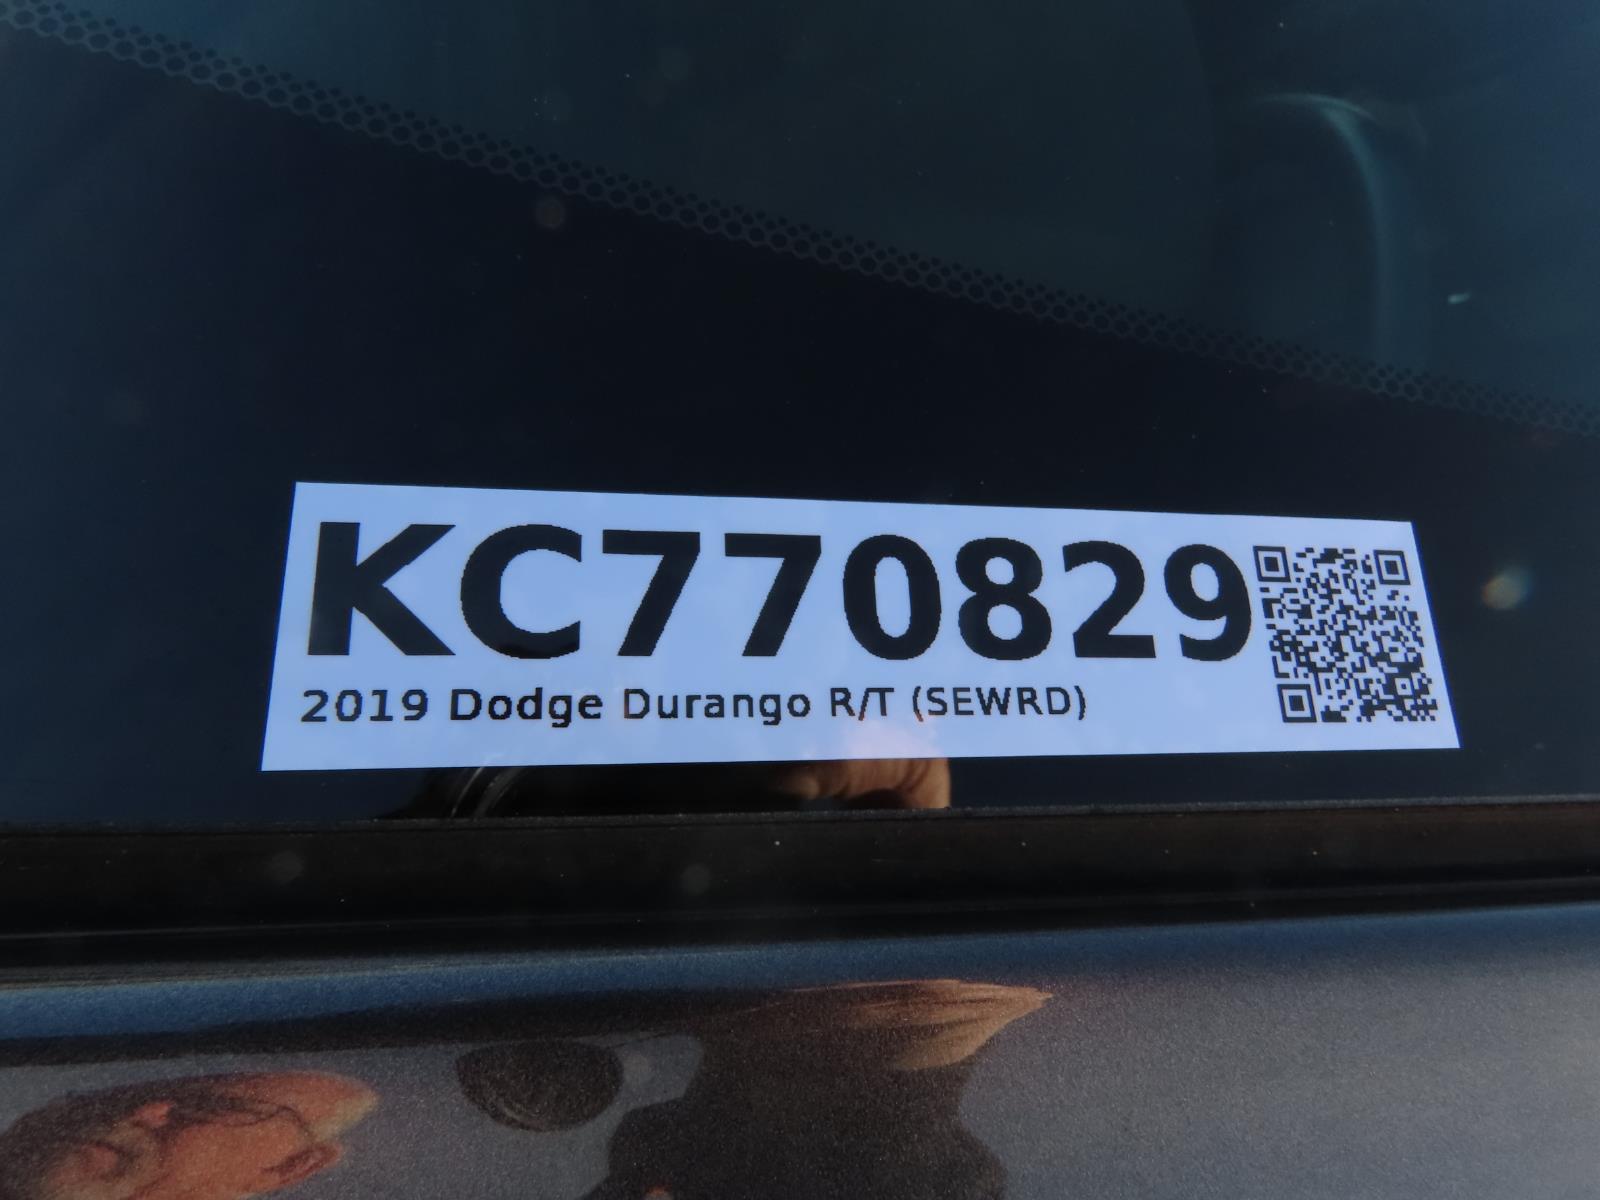 KC770829
2019 Dodge Durango R/T (SEWRD)